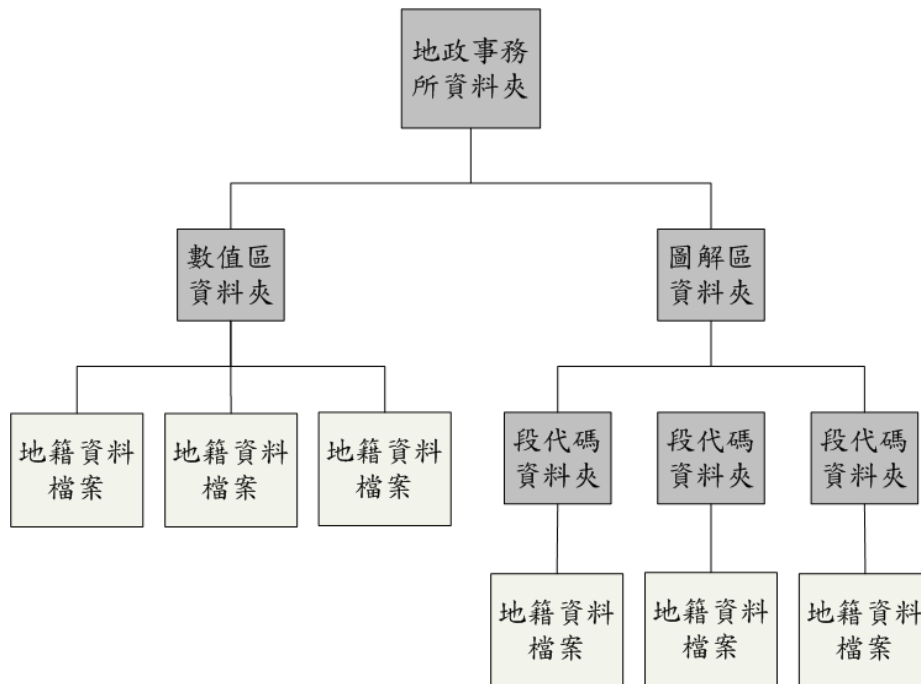 地政事務
所資料夾
數值區
資料夾
圖解區
資料夾
地籍資料
檔案
地籍資料
檔案
地籍資料
檔案
段代碼
資料夾
段代碼
資料夾
段代碼
資料夾
地籍資料
檔案
地籍資料
檔案
地籍資料
檔案